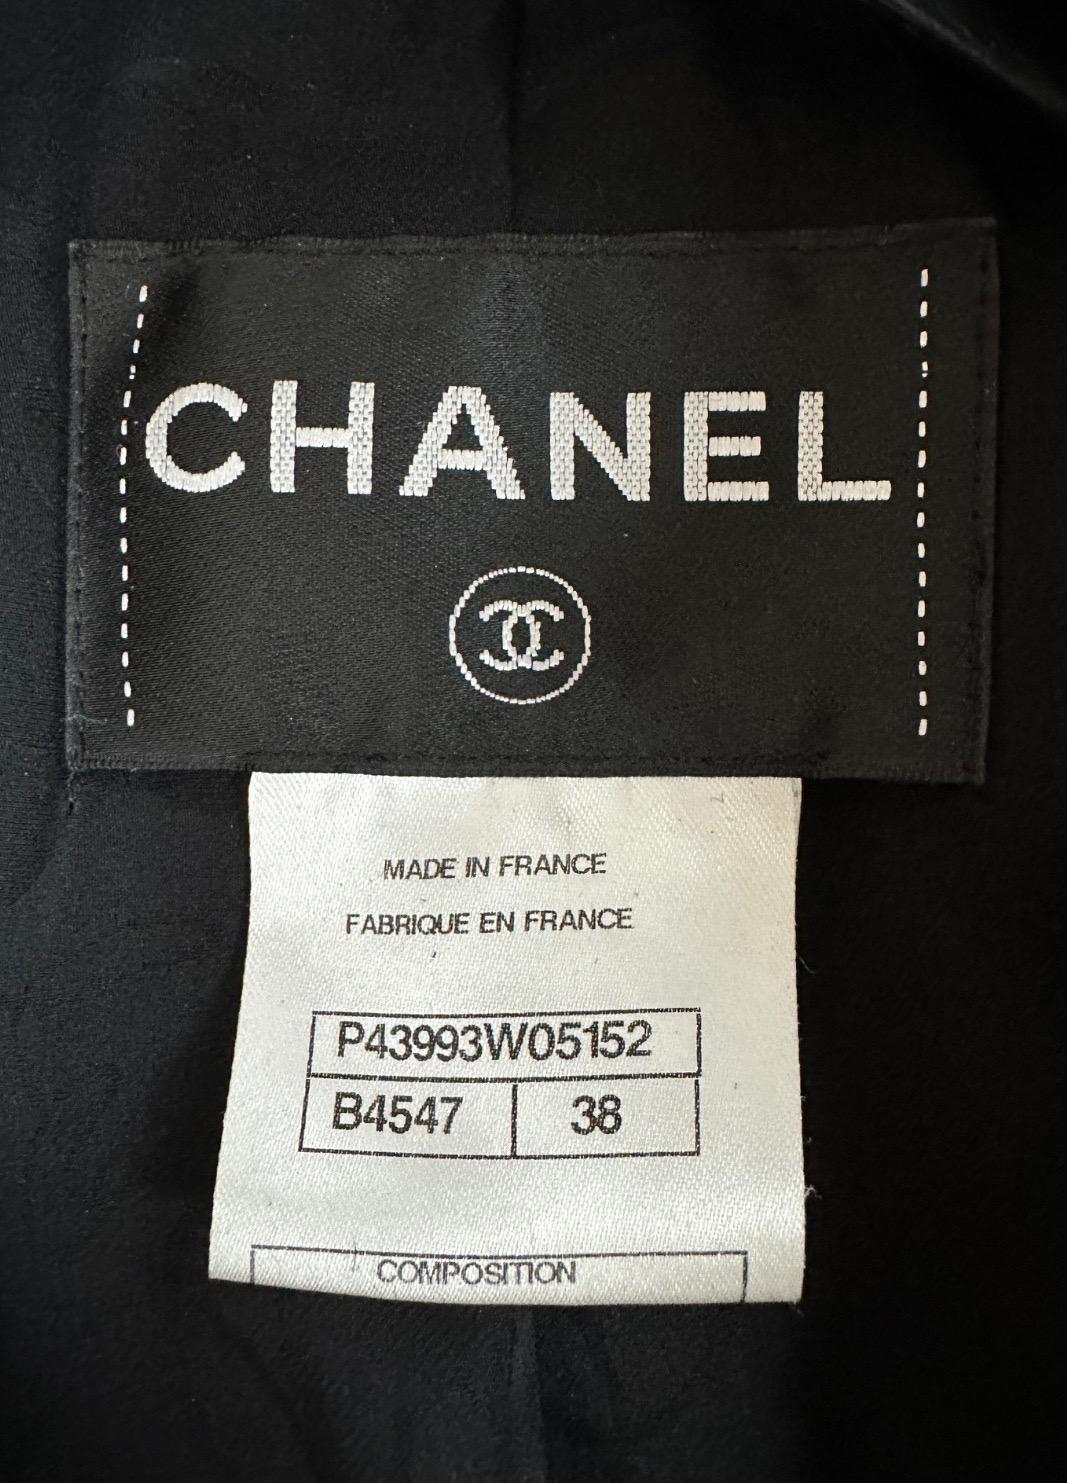 CHANEL
MADE IN FRANCE
FABRIQUE EN FRANCE
P43993W05152
B4547 38
COMPOSITION